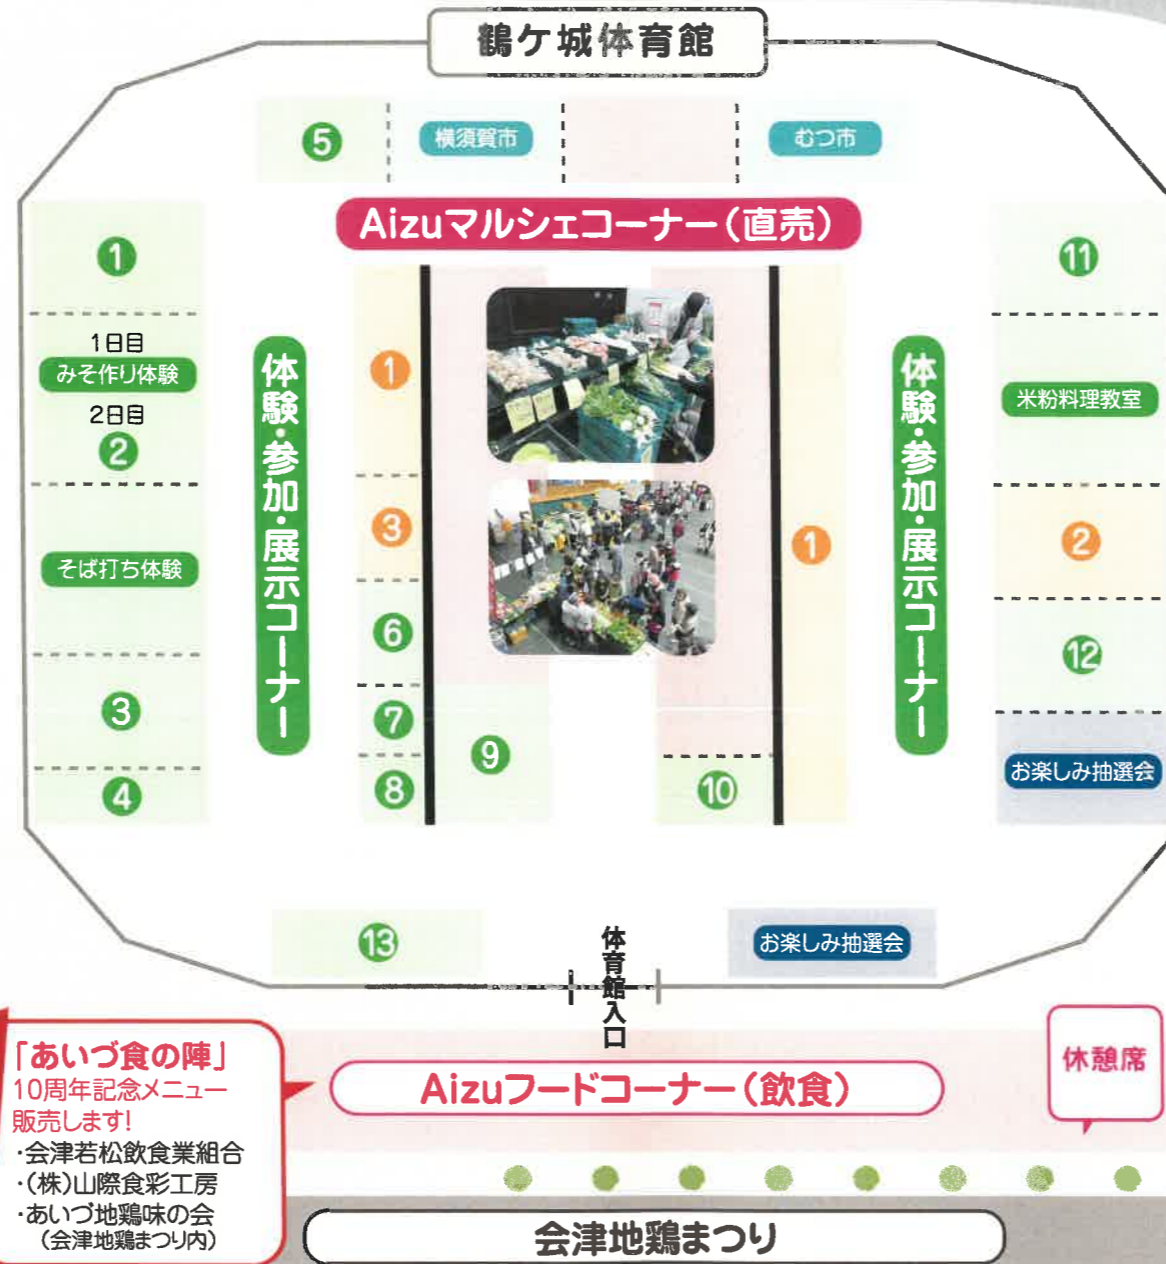 鶴ケ城体育館
⑤
横須賀市
むつ市
Aizuマルシェコーナー(直売)
①
1日目
みそ作り体験
2日目
②
そば打ち体験
③
④
体験・参加・展示コーナー
①
③
⑥
⑦
⑧
⑨
⑩
①
体験・参加・展示コーナー
⑪
米粉料理教室
②
⑫
お楽しみ抽選会
⑬
体育館入口
お楽しみ抽選会
「あいづ食の陣」
10周年記念メニュー
販売します!
・会津若松飲食業組合
・(株)山際食彩工房
・あいづ地鶏味の会
(会津地鶏まつり内)
Aizuフードコーナー(飲食)
休憩席
会津地鶏まつり